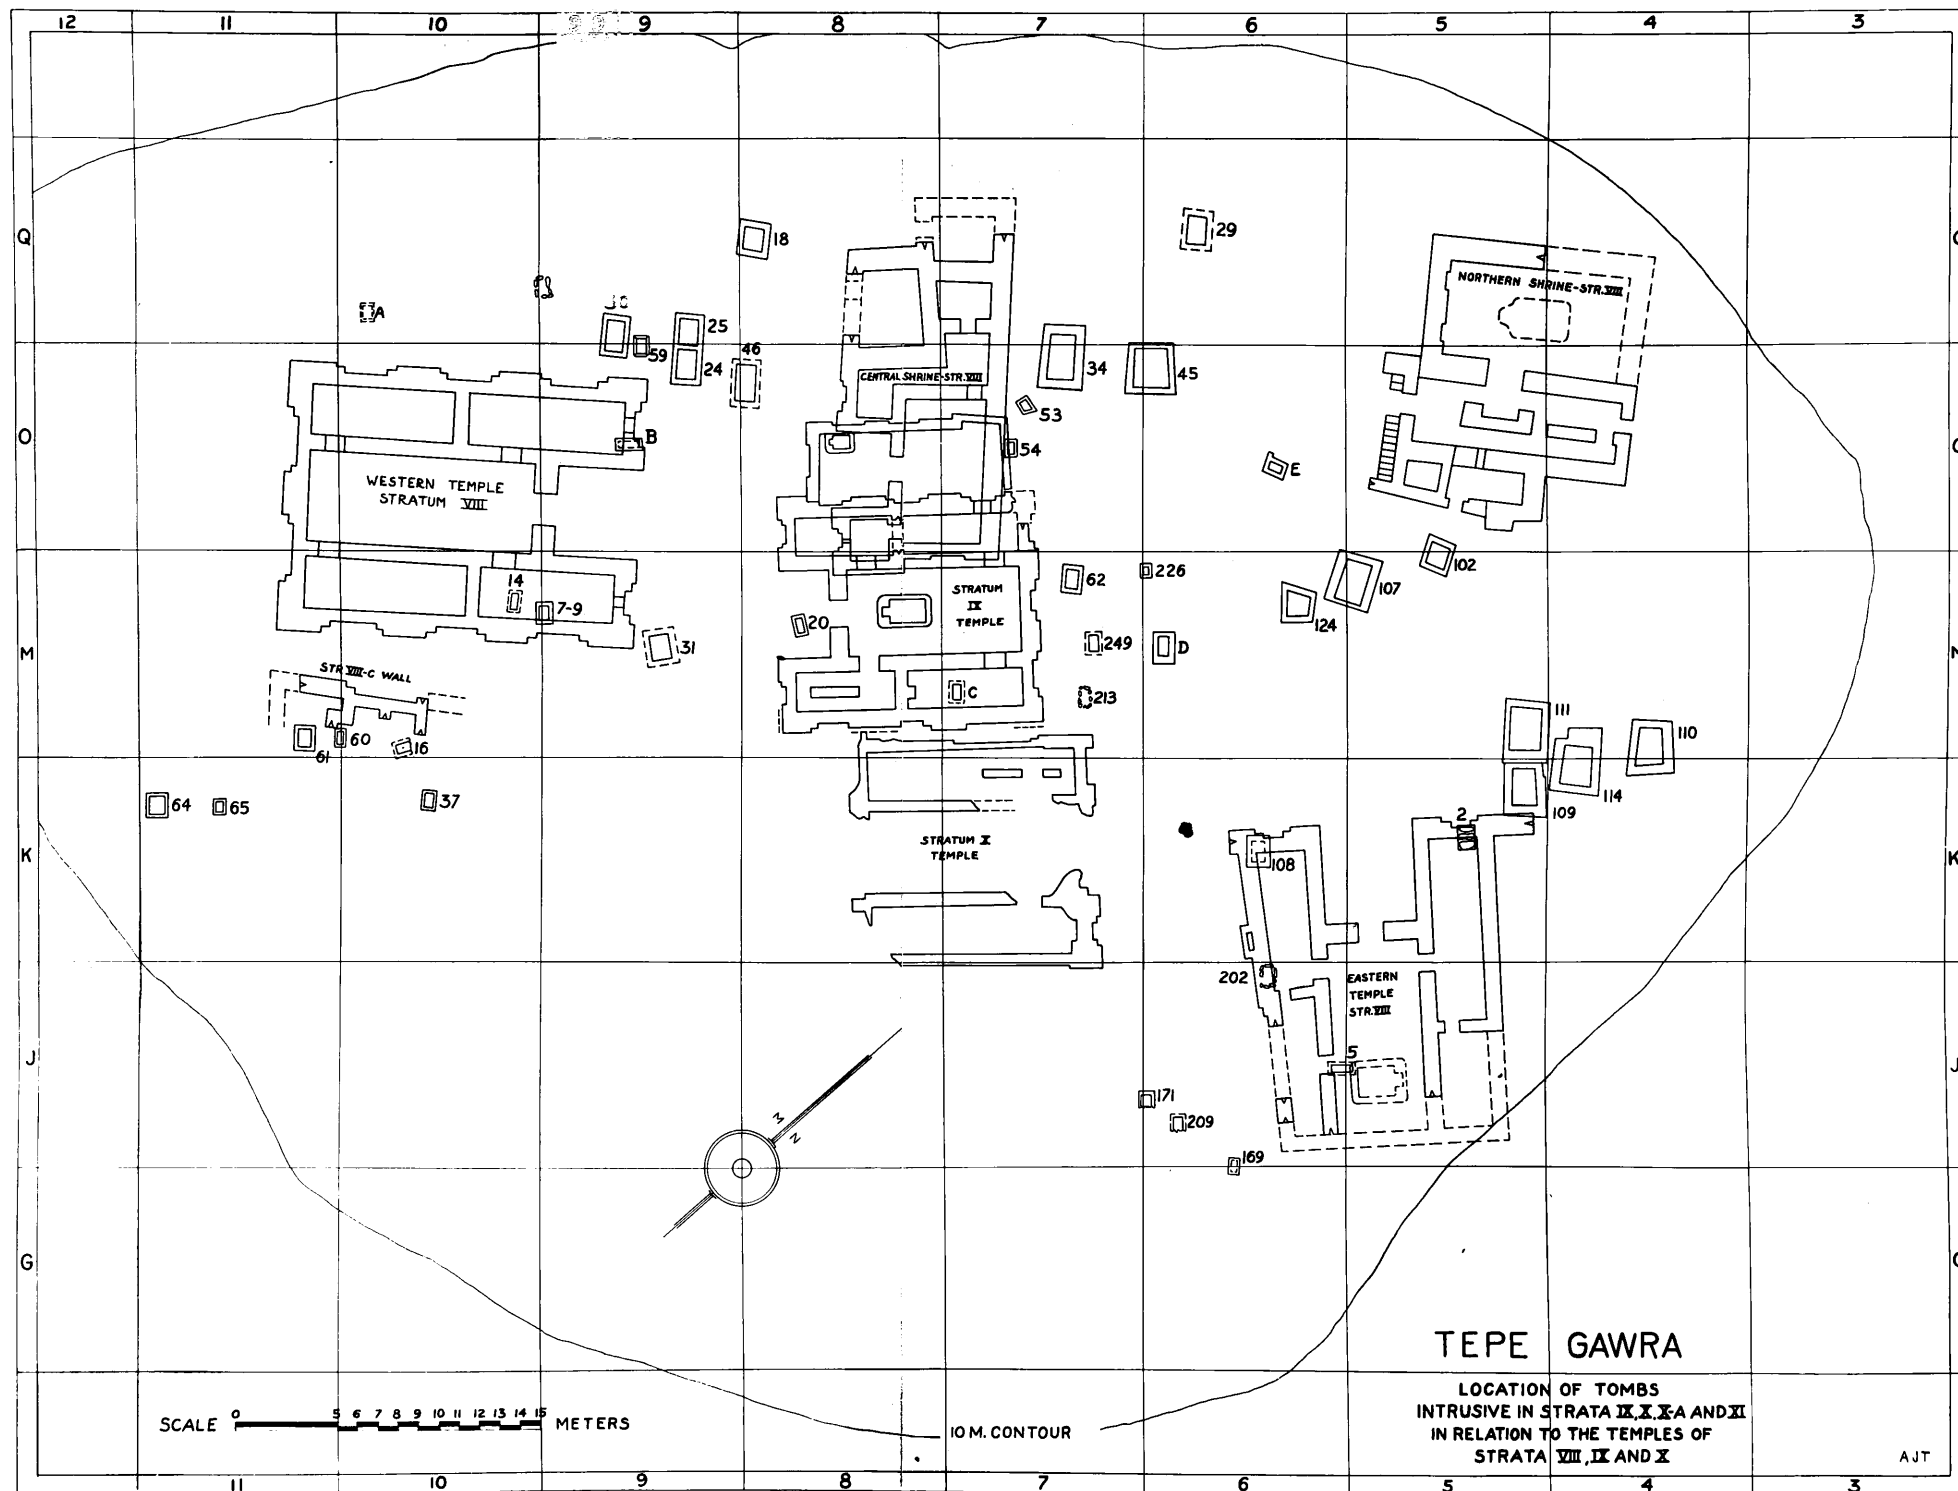 12 11 10 9 8 7 6 5 4 3
Q
18
29
NORTHERN SHRINE-STR. VIII
A
25
59
24
46
CENTRAL SHRINE-STR. VIII
34
45
53
O
B
54
E
WESTERN TEMPLE
STRATUM VIII
102
107
124
14
7-9
62
226
STRATUM
IX
TEMPLE
20
31
249
D
M
C
213
STR VIII-C WALL
61
60
16
111
110
114
109
64
65
37
2
STRATUM X
TEMPLE
K
K
108
202
EASTERN
TEMPLE
STR. VIII
J
J
5
171
209
169
M
N
G
TEPE GAWRA
LOCATION OF TOMBS
INTRUSIVE IN STRATA IX, X, X-A AND XI
IN RELATION TO THE TEMPLES OF
STRATA VIII, IX AND X
AJT
SCALE 0 5 6 7 8 9 10 11 12 13 14 15 METERS
10 M. CONTOUR
11 10 9 8 7 6 5 4 3